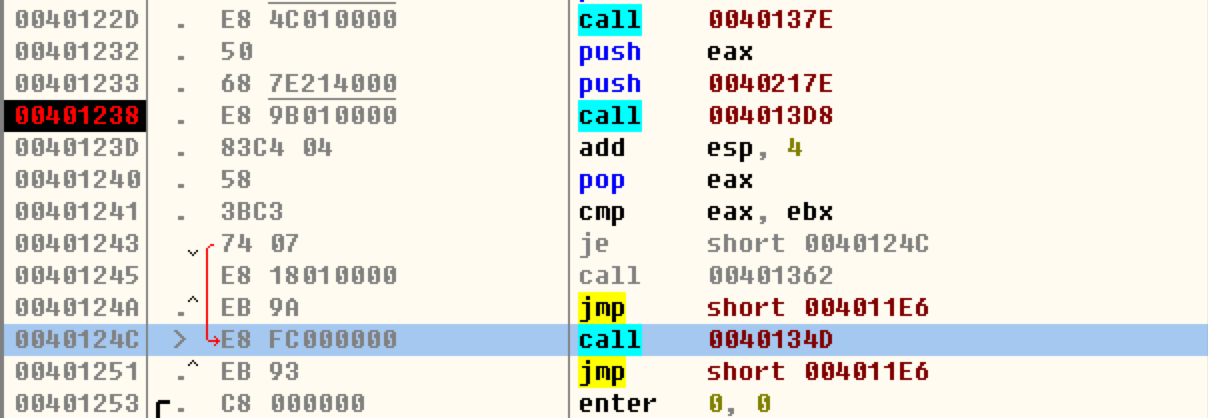 0040122D . E8 4C010000 call 0040137E
00401232 . 50 push eax
00401233 . 68 7E214000 push 0040217E
00401238 . E8 9B010000 call 004013D8
0040123D . 83C4 04 add esp, 4
00401240 . 58 pop eax
00401241 . 3BC3 cmp eax, ebx
00401243 ⌄ 74 07 je short 0040124C
00401245 E8 18010000 call 00401362
0040124A .^ EB 9A jmp short 004011E6
0040124C > E8 FC000000 call 0040134D
00401251 .^ EB 93 jmp short 004011E6
00401253 . C8 000000 enter 0, 0